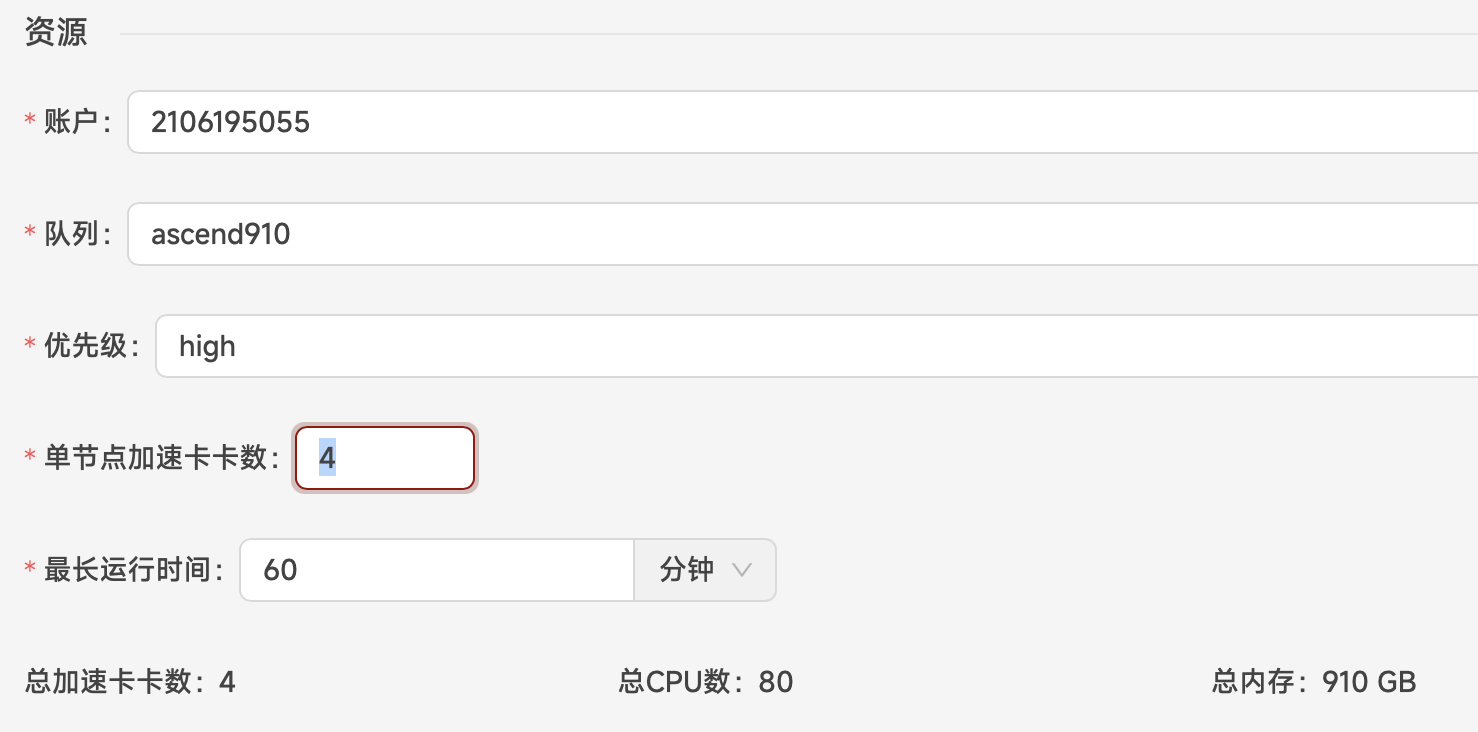 资源
* 账户： 2106195055
* 队列： ascend910
* 优先级： high
* 单节点加速卡卡数： 4
* 最长运行时间： 60 分钟
总加速卡卡数：4 总CPU数：80 总内存：910 GB